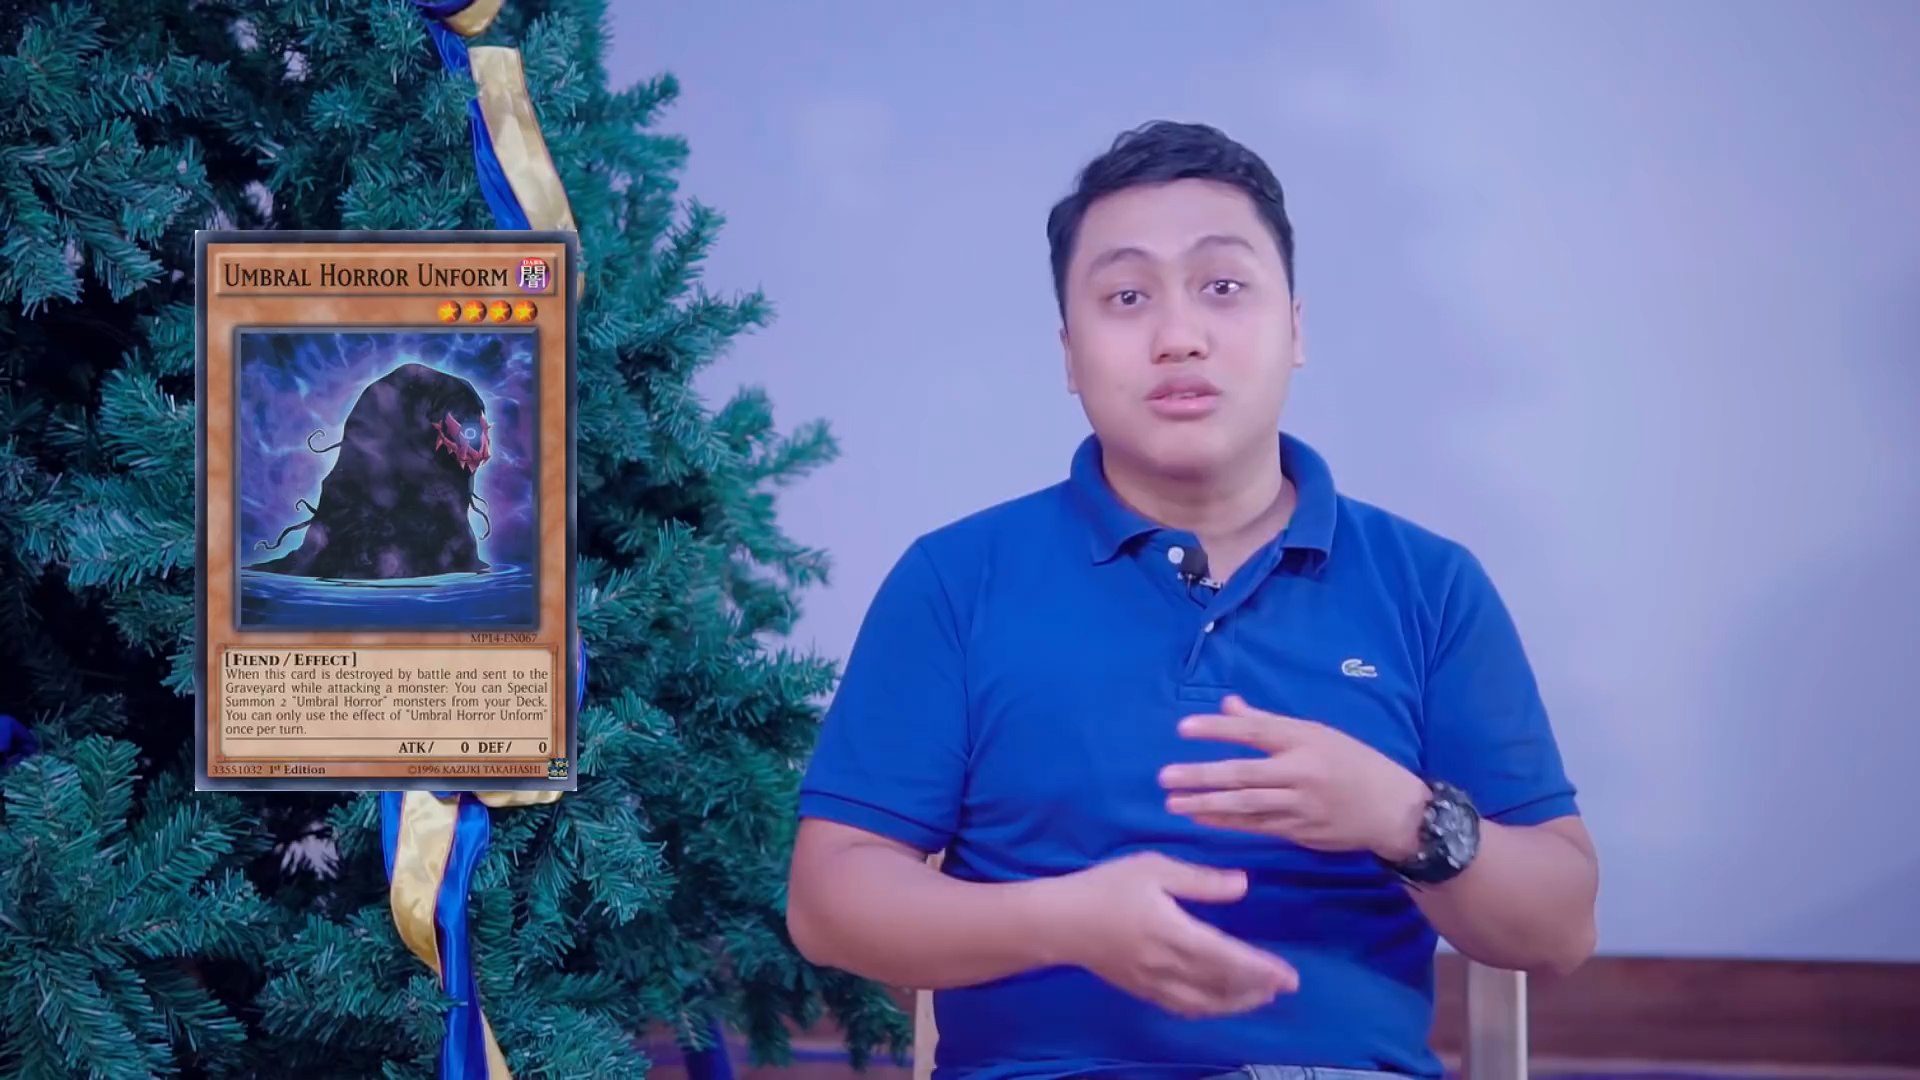 UMBRAL HORROR UNFORM
DARK
闇
MP14-EN067
[FIEND/EFFECT]
When this card is destroyed by battle and sent to the
Graveyard while attacking a monster: You can Special
Summon 2 "Umbral Horror" monsters from your Deck.
You can only use the effect of "Umbral Horror Unform"
once per turn.
ATK/ 0 DEF/ 0
33551032 1st Edition ©1996 KAZUKI TAKAHASHI